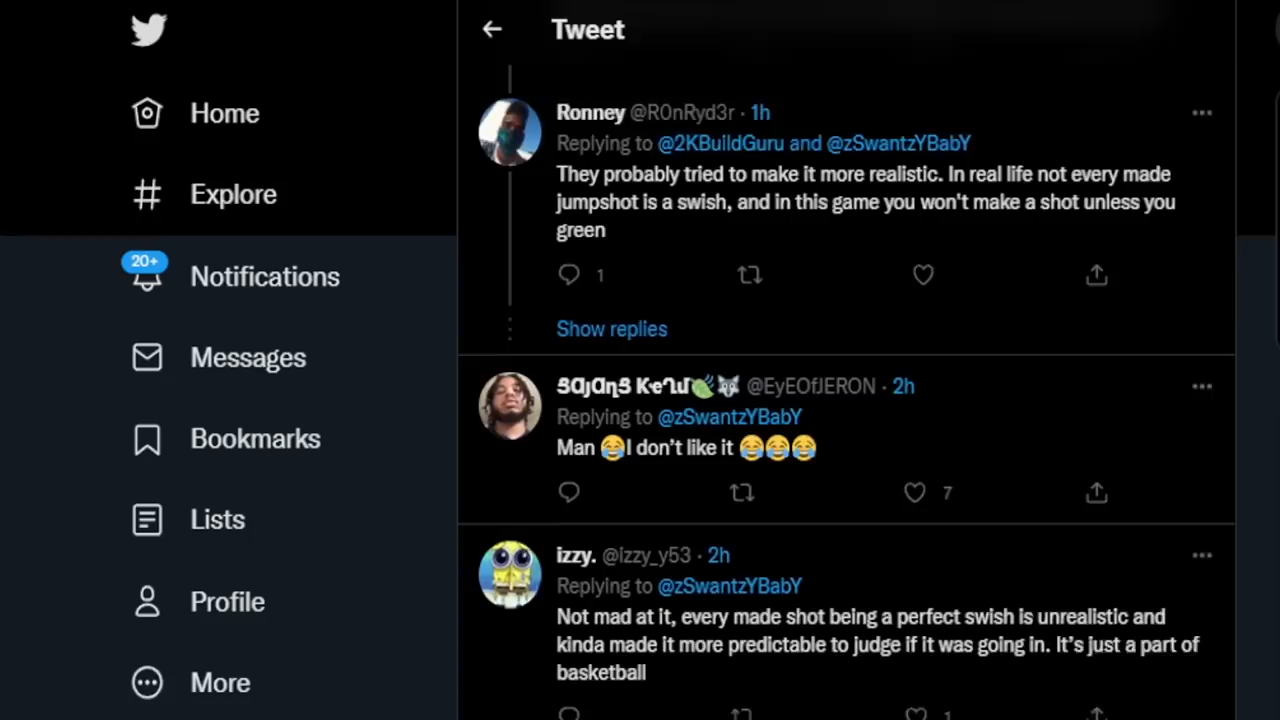 Tweet
Home
Explore
20+
Notifications
Messages
Bookmarks
Lists
Profile
More
Ronney @R0nRyd3r · 1h
Replying to @2KBuildGuru and @zSwantzYBabY
They probably tried to make it more realistic. In real life not every made
jumpshot is a swish, and in this game you won't make a shot unless you
green
1
Show replies
@EyEOfJERON · 2h
Replying to @zSwantzYBabY
Man 😂I don't like it 😂😂😂
7
izzy. @Izzy_y53 · 2h
Replying to @zSwantzYBabY
Not mad at it, every made shot being a perfect swish is unrealistic and
kinda made it more predictable to judge if it was going in. It's just a part of
basketball
1